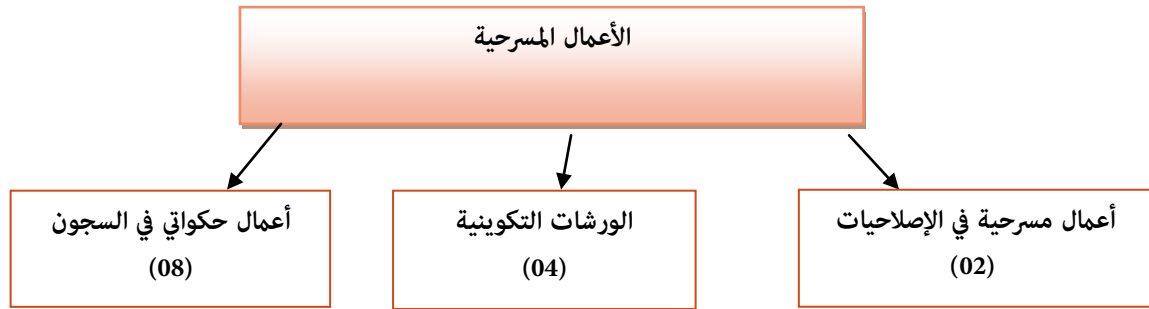 الأعمال المسرحية
أعمال مسرحية في الإصلاحيات
(02)
الورشات التكوينية
(04)
أعمال حكواتي في السجون
(08)